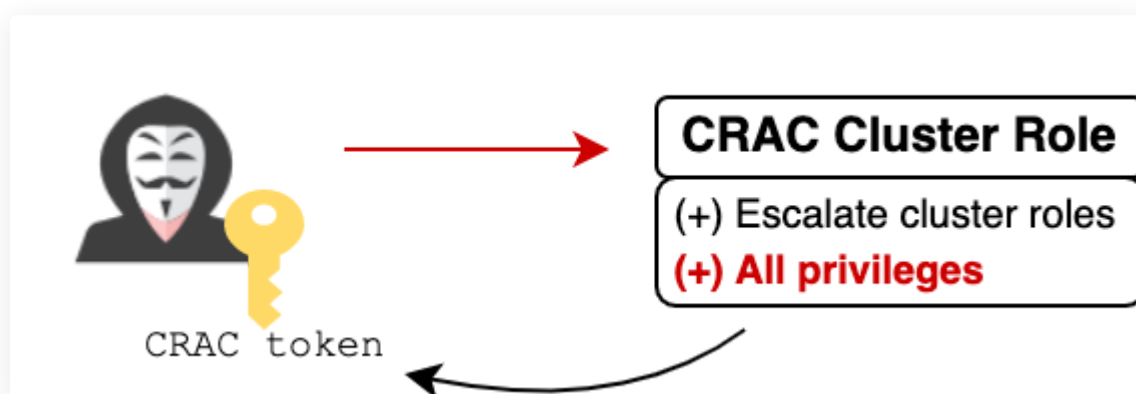 CRAC Cluster Role
(+) Escalate cluster roles
(+) All privileges
CRAC token